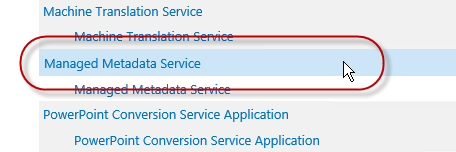 Machine Translation Service
Machine Translation Service
Managed Metadata Service
Managed Metadata Service
PowerPoint Conversion Service Application
PowerPoint Conversion Service Application